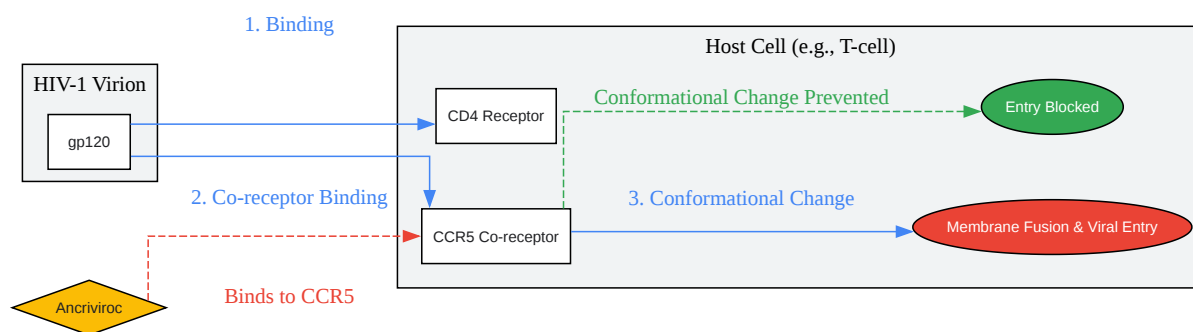 1. Binding
Host Cell (e.g., T-cell)
HIV-1 Virion
gp120
CD4 Receptor
Conformational Change Prevented
Entry Blocked
2. Co-receptor Binding
CCR5 Co-receptor
3. Conformational Change
Membrane Fusion & Viral Entry
Ancriviroc
Binds to CCR5